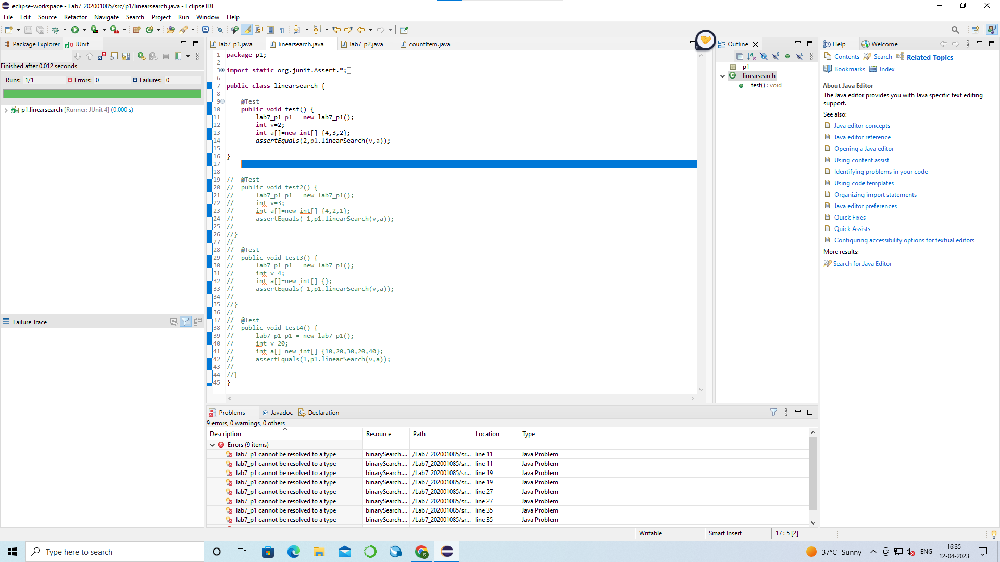 eclipse-workspace - Lab7_202001085/src/p1/linearsearch.java - Eclipse IDE
File Edit Source Refactor Navigate Search Project Run Window Help
Package Explorer JUnit
Finished after 0.012 seconds
Runs: 1/1 Errors: 0 Failures: 0
p1.linearsearch [Runner: JUnit 4] (0.000 s)
Failure Trace
lab7_p1.java linearsearch.java lab7_p2.java countItem.java
1 package p1;
2
3 import static org.junit.Assert.*;
6
7 public class linearsearch {
8
9 @Test
10 public void test() {
11 lab7_p1 p1 = new lab7_p1();
12 int v=2;
13 int a[]=new int[] {4,3,2};
14 assertEquals(2,p1.linearSearch(v,a));
15
16 }
17
18
19 // @Test
20 // public void test2() {
21 // lab7_p1 p1 = new lab7_p1();
22 // int v=3;
23 // int a[]=new int[] {4,2,1};
24 // assertEquals(-1,p1.linearSearch(v,a));
25 //
26 //}
27 //
28 // @Test
29 // public void test3() {
30 // lab7_p1 p1 = new lab7_p1();
31 // int v=4;
32 // int a[]=new int[] {};
33 // assertEquals(-1,p1.linearSearch(v,a));
34 //
35 //}
36 //
37 // @Test
38 // public void test4() {
39 // lab7_p1 p1 = new lab7_p1();
40 // int v=20;
41 // int a[]=new int[] {10,20,30,20,40};
42 // assertEquals(1,p1.linearSearch(v,a));
43 //
44 //}
45 }
Outline
p1
linearsearch
test() : void
Help Welcome
Contents Search Related Topics
Bookmarks Index
About Java Editor
The Java editor provides you with Java specific text editing
support.
See also:
Java editor concepts
Java editor reference
Opening a Java editor
Using content assist
Identifying problems in your code
Using code templates
Organizing import statements
Java editor preferences
Quick Fixes
Quick Assists
Configuring accessibility options for textual editors
More results:
Search for Java Editor
Problems Javadoc Declaration
9 errors, 0 warnings, 0 others
Description Resource Path Location Type
Errors (9 items)
lab7_p1 cannot be resolved to a type binarySearch.... /Lab7_202001085/sr... line 11 Java Problem
lab7_p1 cannot be resolved to a type binarySearch.... /Lab7_202001085/sr... line 11 Java Problem
lab7_p1 cannot be resolved to a type binarySearch.... /Lab7_202001085/sr... line 19 Java Problem
lab7_p1 cannot be resolved to a type binarySearch.... /Lab7_202001085/sr... line 19 Java Problem
lab7_p1 cannot be resolved to a type binarySearch.... /Lab7_202001085/sr... line 27 Java Problem
lab7_p1 cannot be resolved to a type binarySearch.... /Lab7_202001085/sr... line 27 Java Problem
lab7_p1 cannot be resolved to a type binarySearch.... /Lab7_202001085/sr... line 35 Java Problem
lab7_p1 cannot be resolved to a type binarySearch.... /Lab7_202001085/sr... line 35 Java Problem
Writable Smart Insert 17 : 5 [2]
Type here to search
37°C Sunny ENG 16:35
12-04-2023